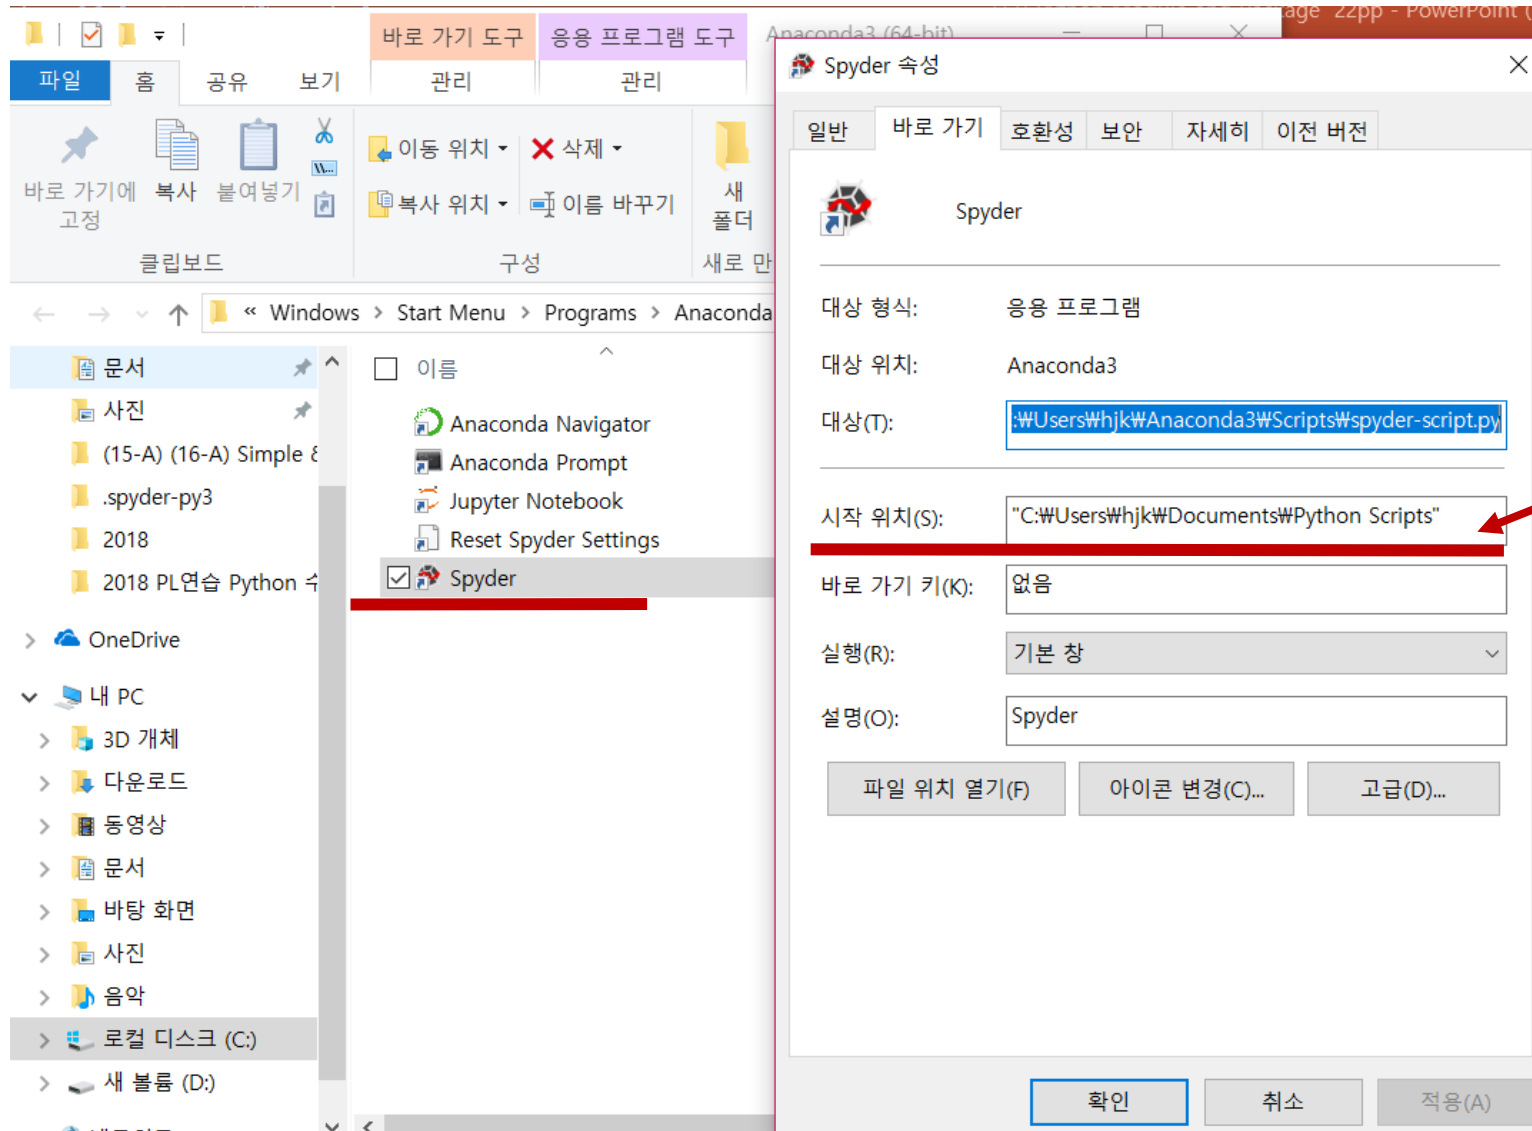 age 22pp - PowerPoint (
바로 가기 도구 응용 프로그램 도구 Anaconda3 (64-bit)
파일 홈 공유 보기 관리 관리
바로 가기에
고정
복사 붙여넣기
W...
이동 위치 삭제
복사 위치 이름 바꾸기
새
폴더
클립보드 구성 새로 만
« Windows > Start Menu > Programs > Anaconda
문서
사진
(15-A) (16-A) Simple &
.spyder-py3
2018
2018 PL연습 Python 수
OneDrive
내 PC
3D 개체
다운로드
동영상
문서
바탕 화면
사진
음악
로컬 디스크 (C:)
새 볼륨 (D:)
이름
Anaconda Navigator
Anaconda Prompt
Jupyter Notebook
Reset Spyder Settings
Spyder
Spyder 속성
일반 바로 가기 호환성 보안 자세히 이전 버전
Spyder
대상 형식: 응용 프로그램
대상 위치: Anaconda3
대상(T): :₩Users₩hjk₩Anaconda3₩Scripts₩spyder-script.py
시작 위치(S): "C:₩Users₩hjk₩Documents₩Python Scripts"
바로 가기 키(K): 없음
실행(R): 기본 창
설명(O): Spyder
파일 위치 열기(F) 아이콘 변경(C)... 고급(D)...
확인 취소 적용(A)